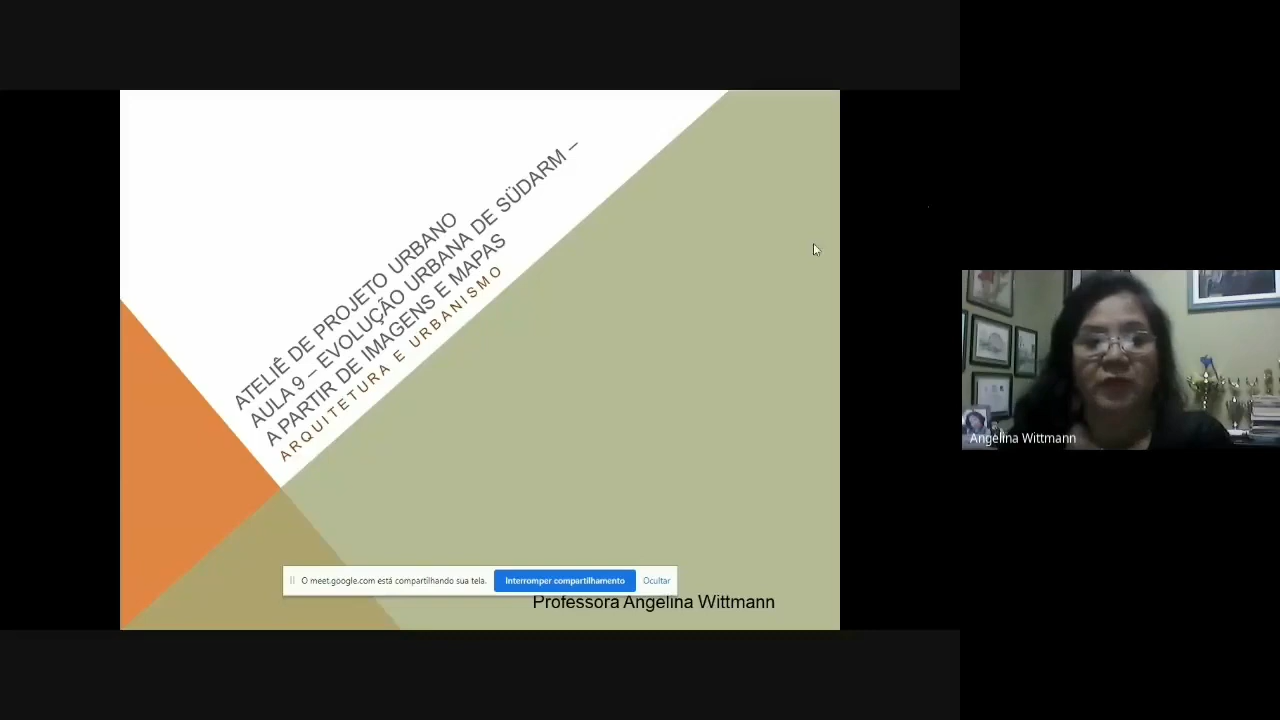 ATELIÊ DE PROJETO URBANO
AULA 9 – EVOLUÇÃO URBANA DE SÜDARM –
A PARTIR DE IMAGENS E MAPAS
ARQUITETURA E URBANISMO
O meet.google.com está compartilhando sua tela. Interromper compartilhamento Ocultar
Professora Angelina Wittmann
Angelina Wittmann